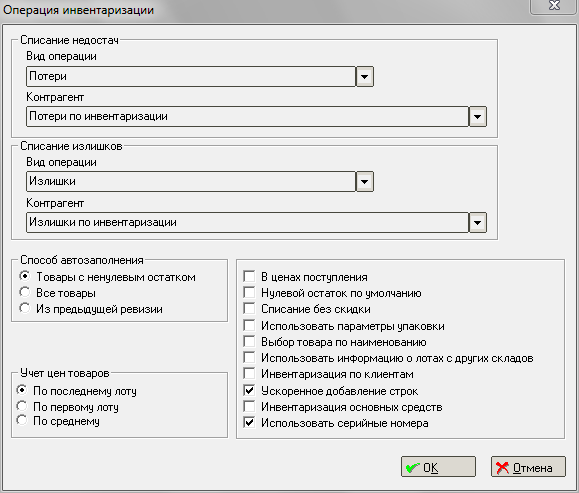 Операция инвентаризации
Списание недостач
Вид операции
Потери
Контрагент
Потери по инвентаризации
Списание излишков
Вид операции
Излишки
Контрагент
Излишки по инвентаризации
Способ автозаполнения
Товары с ненулевым остатком
Все товары
Из предыдущей ревизии
Учет цен товаров
По последнему лоту
По первому лоту
По среднему
В ценах поступления
Нулевой остаток по умолчанию
Списание без скидки
Использовать параметры упаковки
Выбор товара по наименованию
Использовать информацию о лотах с других складов
Инвентаризация по клиентам
Ускоренное добавление строк
Инвентаризация основных средств
Использовать серийные номера
OK
Отмена